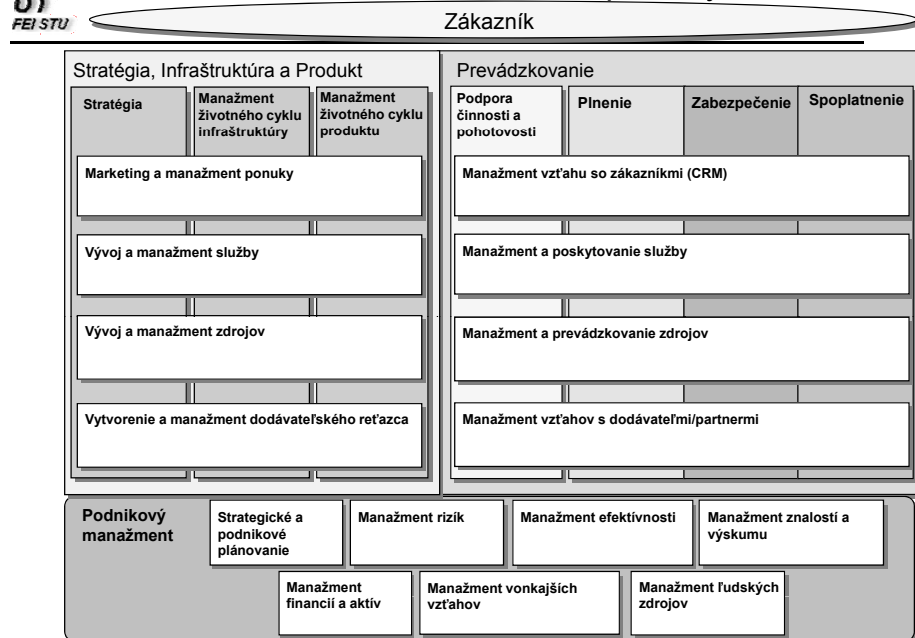 FEI STU
Zákazník
Stratégia, Infraštruktúra a Produkt
Prevádzkovanie
Stratégia
Manažment
životného cyklu
infraštruktúry
Manažment
životného cyklu
produktu
Podpora
činnosti a
pohotovosti
Plnenie
Zabezpečenie
Spoplatnenie
Marketing a manažment ponuky
Manažment vzťahu so zákazníkmi (CRM)
Vývoj a manažment služby
Manažment a poskytovanie služby
Vývoj a manažment zdrojov
Manažment a prevádzkovanie zdrojov
Vytvorenie a manažment dodávateľského reťazca
Manažment vzťahov s dodávateľmi/partnermi
Podnikový
manažment
Strategické a
podnikové
plánovanie
Manažment rizík
Manažment efektívnosti
Manažment znalostí a
výskumu
Manažment
financií a aktív
Manažment vonkajších
vzťahov
Manažment ľudských
zdrojov